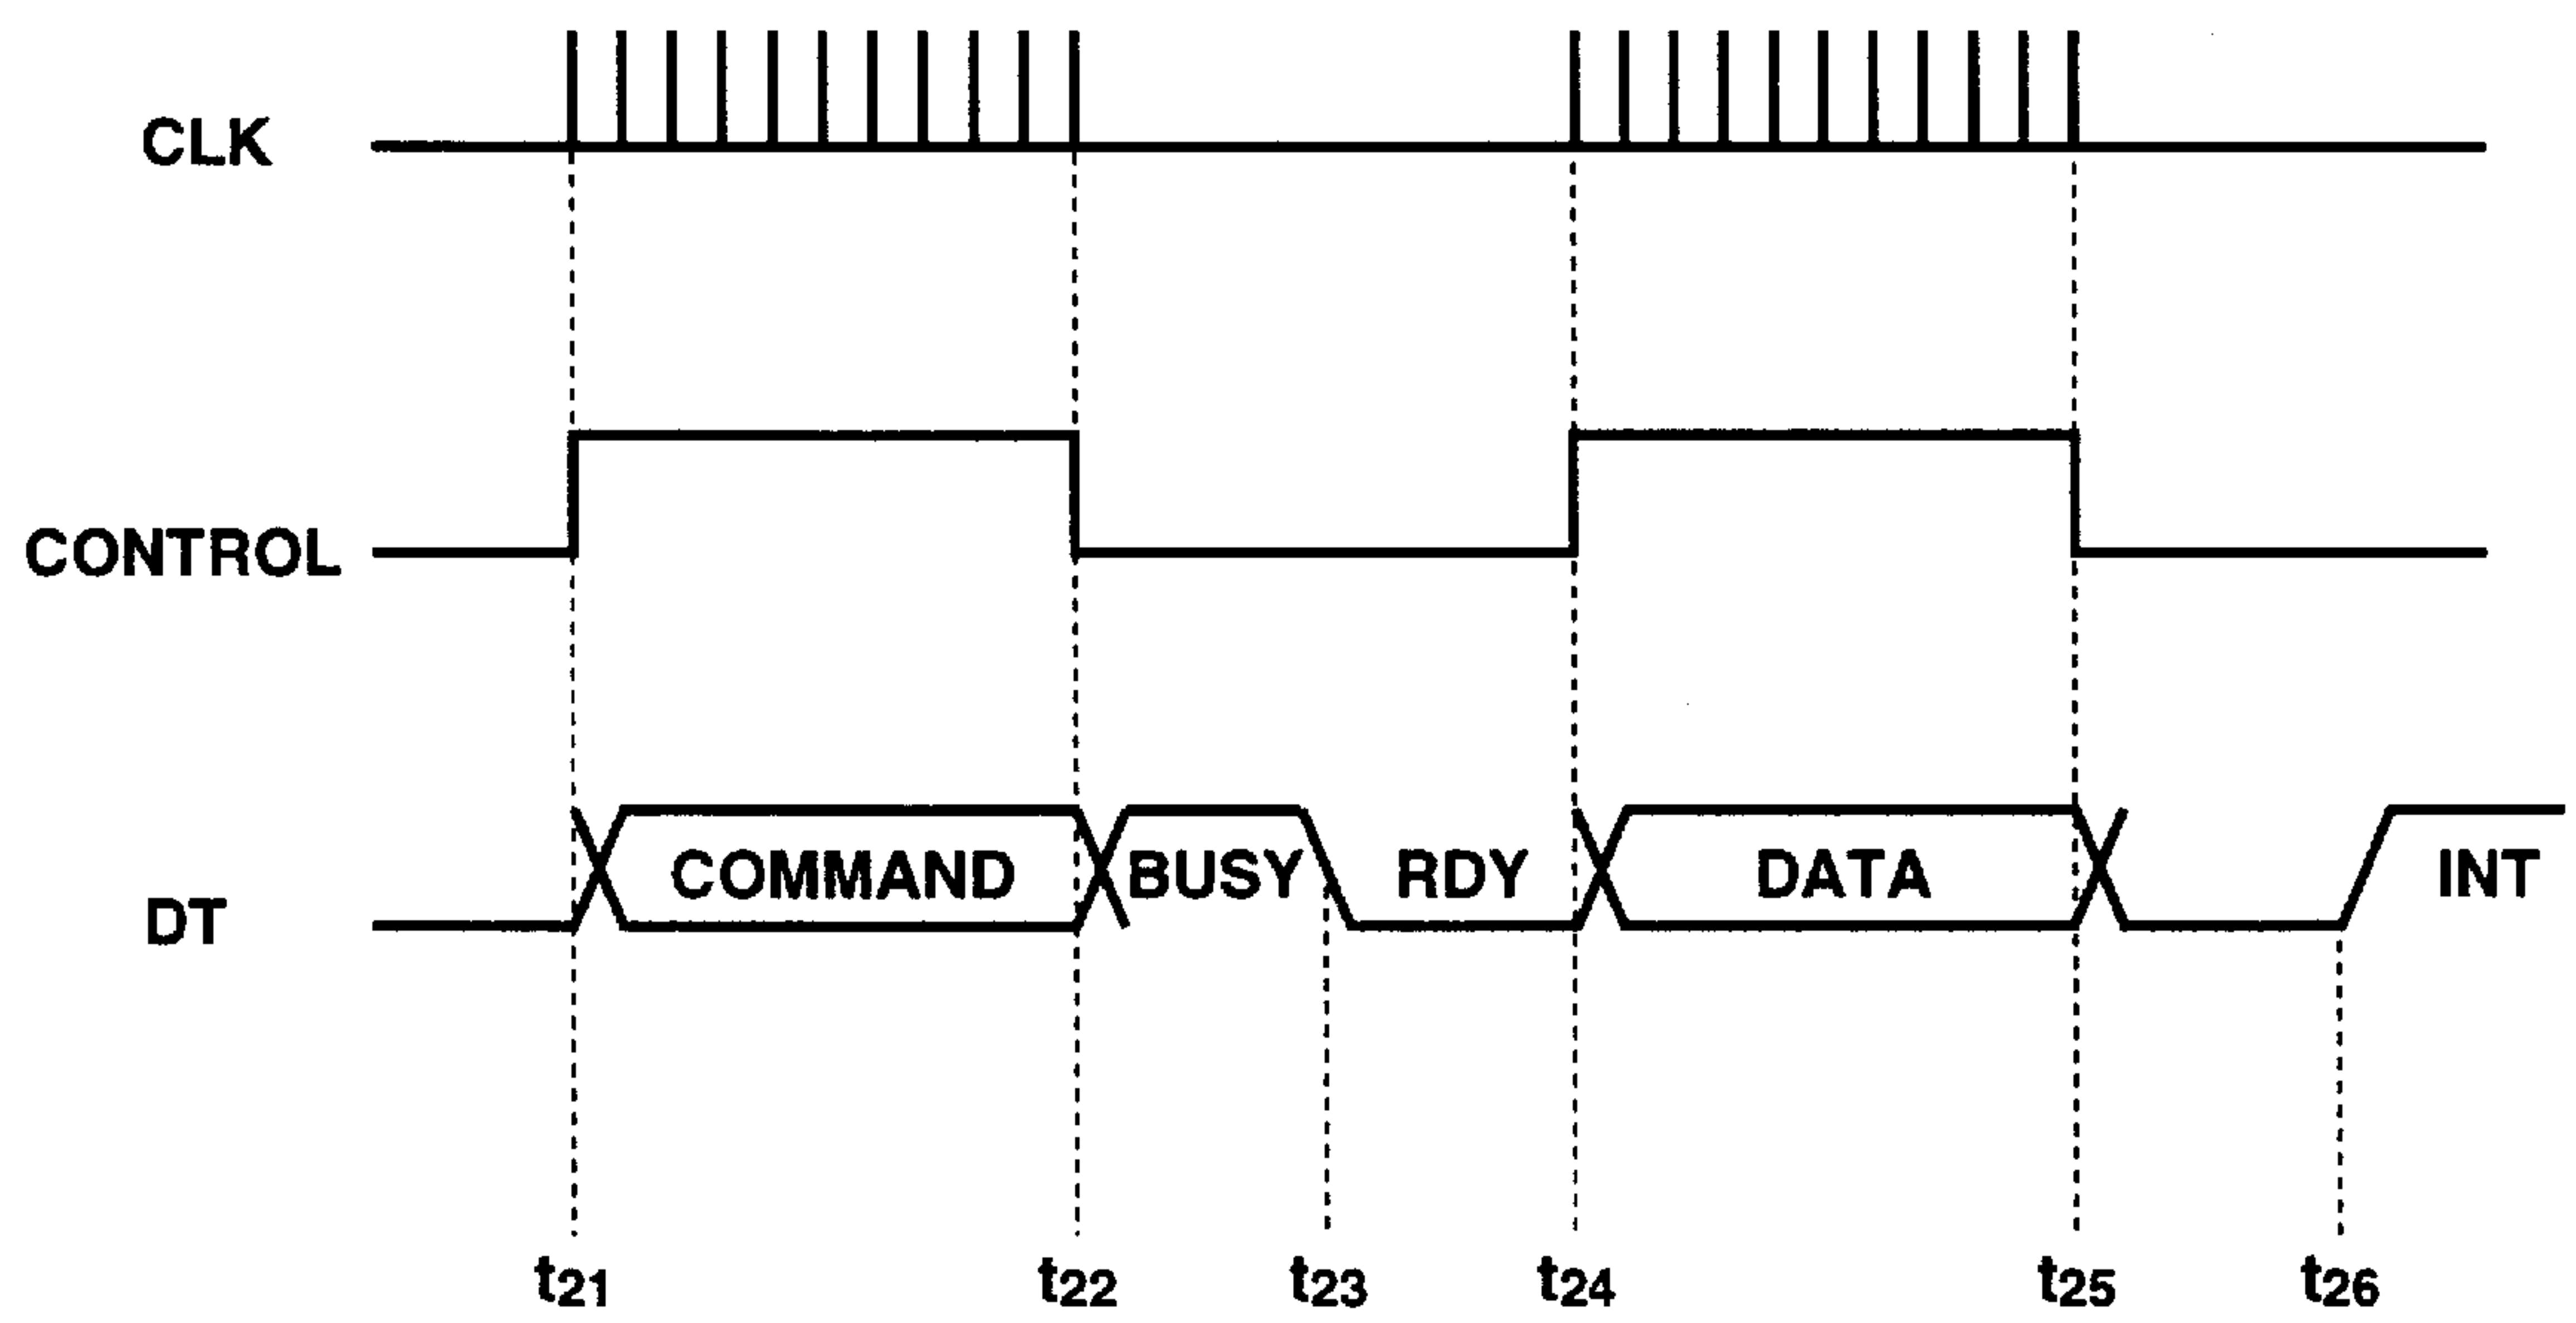 CLK
CONTROL
DT COMMAND BUSY RDY DATA INT
t21 t22 t23 t24 t25 t26